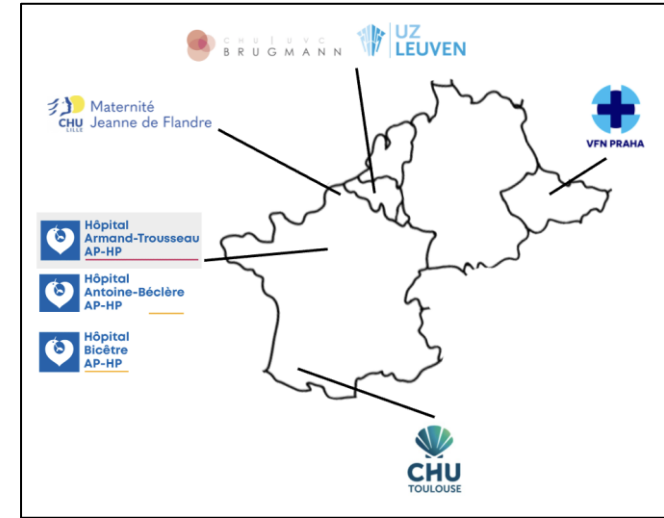 CHU | UVC
BRUGMANN
UZ
LEUVEN
Maternité
CHU Jeanne de Flandre
LILLE
VFN PRAHA
Hôpital
Armand-Trousseau
AP-HP
Hôpital
Antoine-Béclère
AP-HP
Hôpital
Bicêtre
AP-HP
CHU
TOULOUSE